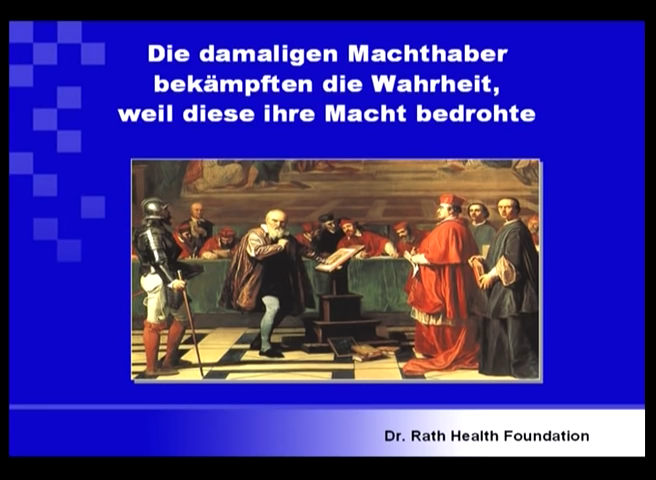 Die damaligen Machthaber
bekämpften die Wahrheit,
weil diese ihre Macht bedrohte
Dr. Rath Health Foundation